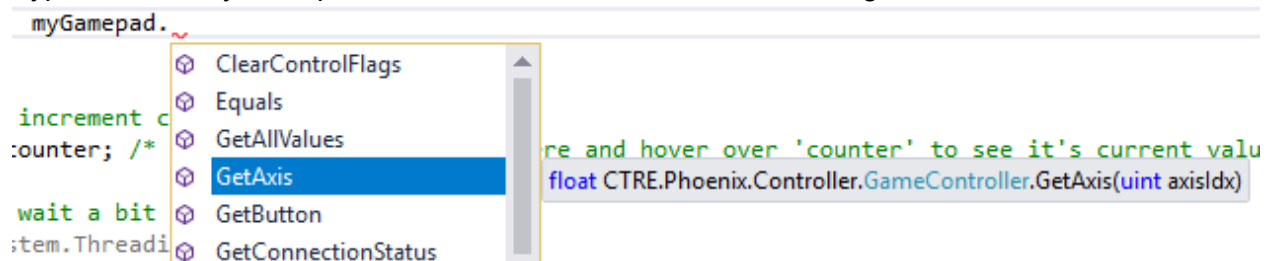 myGamepad.
ClearControlFlags
Equals
increment c
counter; /* GetAllValues re and hover over 'counter' to see it's current valu
GetAxis float CTRE.Phoenix.Controller.GameController.GetAxis(uint axisIdx)
wait a bit GetButton
stem.Threadi GetConnectionStatus